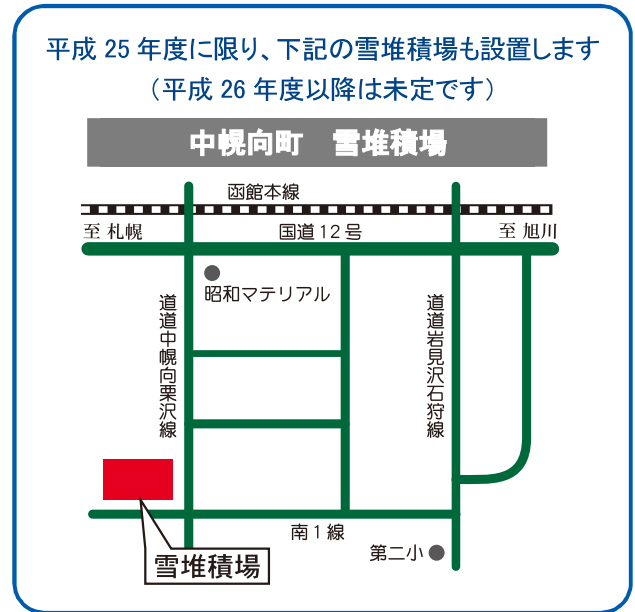 平成 25 年度に限り、下記の雪堆積場も設置します
（平成 26 年度以降は未定です）
中幌向町　雪堆積場
函館本線
至 札幌
国道12号
至 旭川
昭和マテリアル
道道中幌向栗沢線
道道岩見沢石狩線
南1線
第二小
雪堆積場